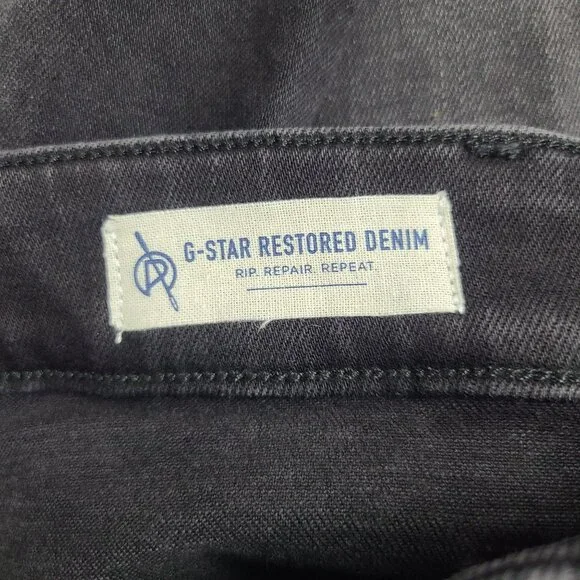 G-STAR RESTORED DENIM
RIP. REPAIR. REPEAT.